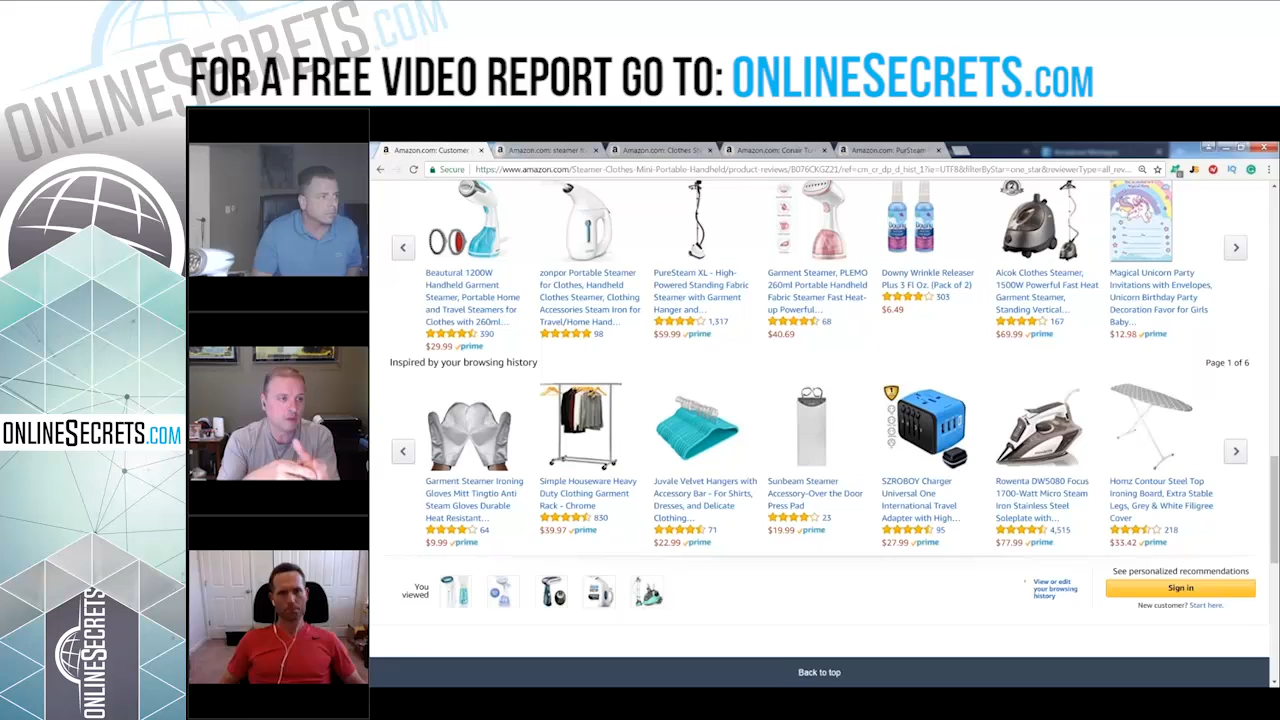 ONLINESECRETS.COM
FOR A FREE VIDEO REPORT GO TO: ONLINESECRETS.COM
Amazon.com: Customer
Amazon.com: steamer
Amazon.com: Clothes St
Amazon.com: Conair Tu
Amazon.com: PurSteam
Secure
https://www.amazon.com/Steamer-Clothes-Mini-Portable-Handheld/product-reviews/B076CKGZ21/ref=cm_cr_dp_d_hist_1?ie=UTF8&filterByStar=one_star&reviewerType=all_rev...
Beautural 1200W
Handheld Garment
Steamer, Portable Home
and Travel Steamers for
Clothes with 260ml...
390
$29.99 prime
zonpor Portable Steamer
for Clothes, Handheld
Clothes Steamer, Clothing
Accessories Steam Iron for
Travel/Home Hand...
98
PureSteam XL - High-
Powered Standing Fabric
Steamer with Garment
Hanger and...
1,317
$59.99 prime
Garment Steamer, PLEMO
260ml Portable Handheld
Fabric Steamer Fast Heat-
up Powerful...
68
$40.69
Downy Wrinkle Releaser
Plus 3 Fl Oz. (Pack of 2)
303
$6.49
Aicok Clothes Steamer,
1500W Powerful Fast Heat
Garment Steamer,
Standing Vertical...
167
$69.99 prime
Magical Unicorn Party
Invitations with Envelopes,
Unicorn Birthday Party
Decoration Favor for Girls
Baby...
$12.98 prime
Inspired by your browsing history
Page 1 of 6
Garment Steamer Ironing
Gloves Mitt Tingtio Anti
Steam Gloves Durable
Heat Resistant...
64
$9.99 prime
Simple Houseware Heavy
Duty Clothing Garment
Rack - Chrome
830
$39.97 prime
Juvale Velvet Hangers with
Accessory Bar - For Shirts,
Dresses, and Delicate
Clothing...
71
$22.99 prime
Sunbeam Steamer
Accessory-Over the Door
Press Pad
23
$19.99 prime
SZROBOY Charger
Universal One
International Travel
Adapter with High...
95
$27.99 prime
Rowenta DW5080 Focus
1700-Watt Micro Steam
Iron Stainless Steel
Soleplate with...
4,515
$77.99 prime
Homz Contour Steel Top
Ironing Board, Extra Stable
Legs, Grey & White Filigree
Cover
218
$33.42 prime
You
viewed
View or edit
your browsing
history
See personalized recommendations
Sign in
New customer? Start here.
Back to top
ONLINESECRETS.COM
ONLINESECRETS.COM